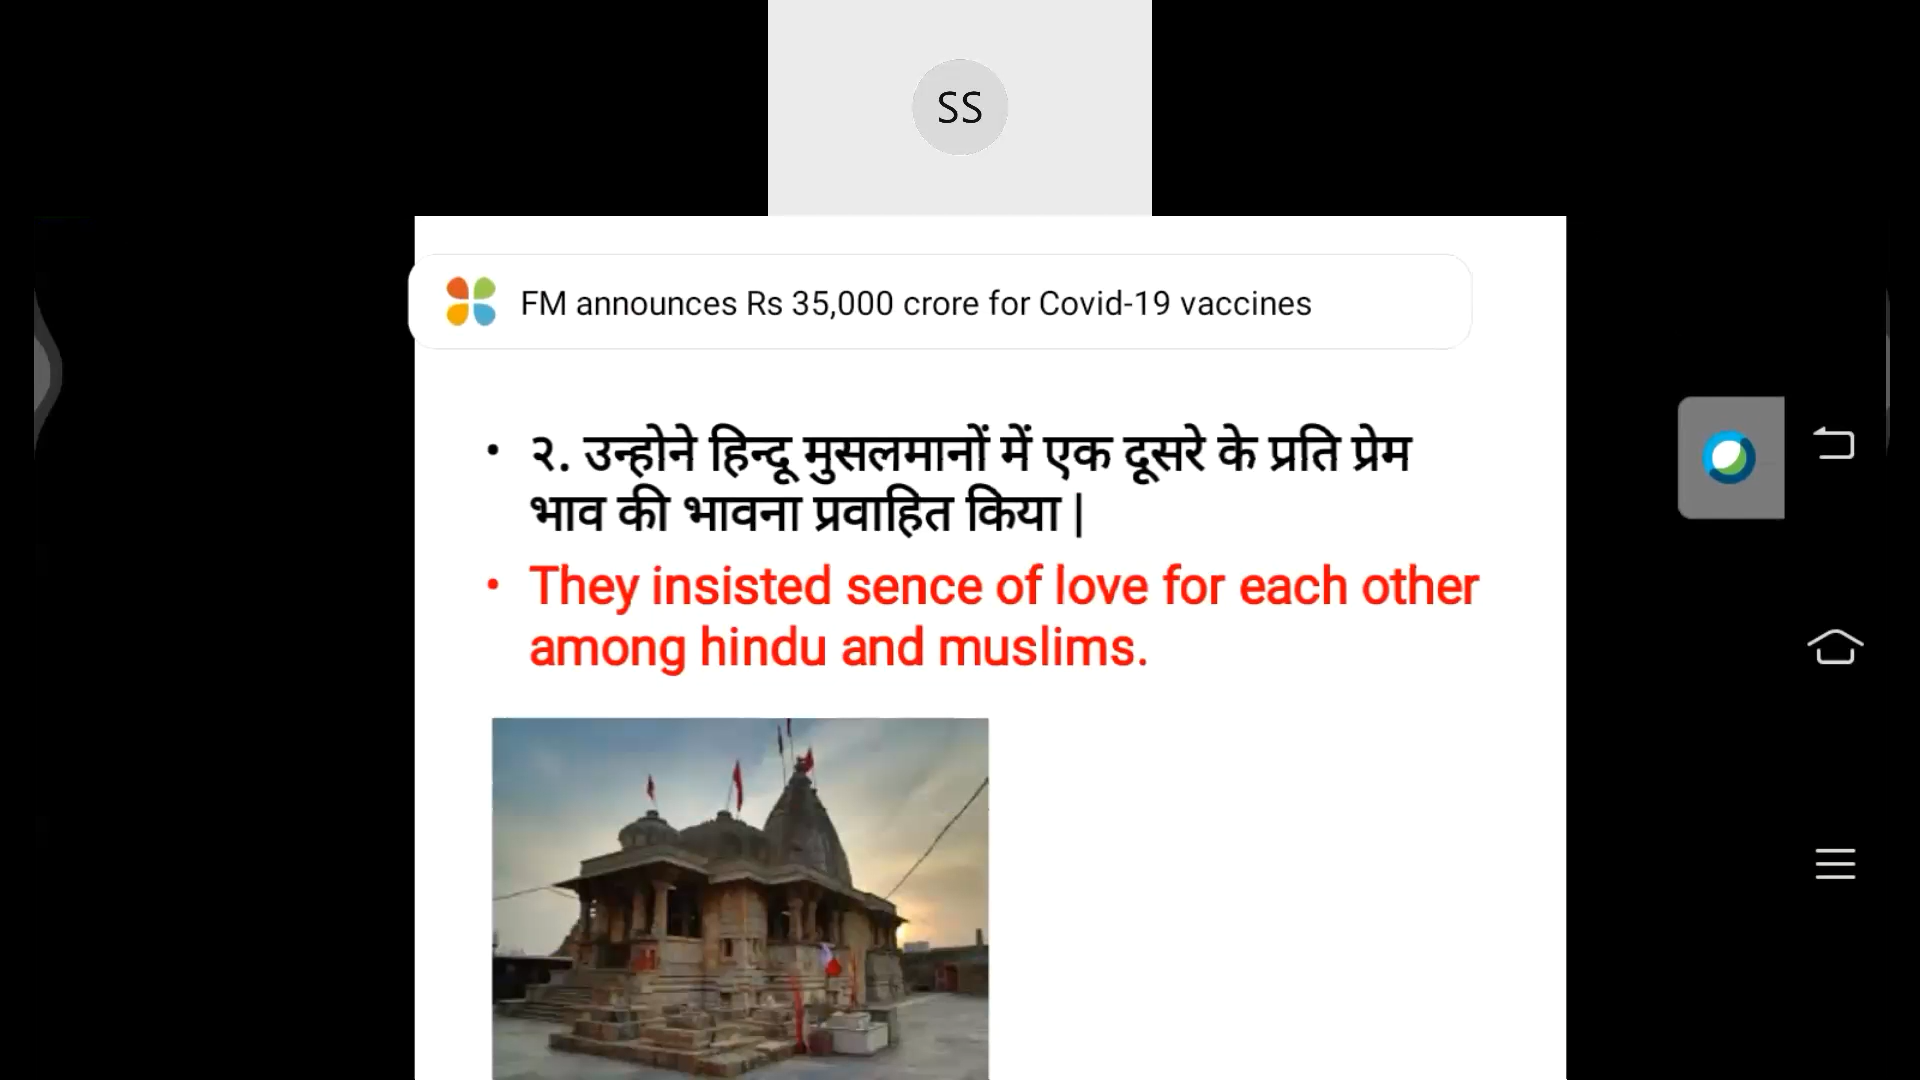 SS
FM announces Rs 35,000 crore for Covid-19 vaccines
• २. उन्होने हिन्दू मुसलमानों में एक दूसरे के प्रति प्रेम
भाव की भावना प्रवाहित किया |
• They insisted sence of love for each other
among hindu and muslims.